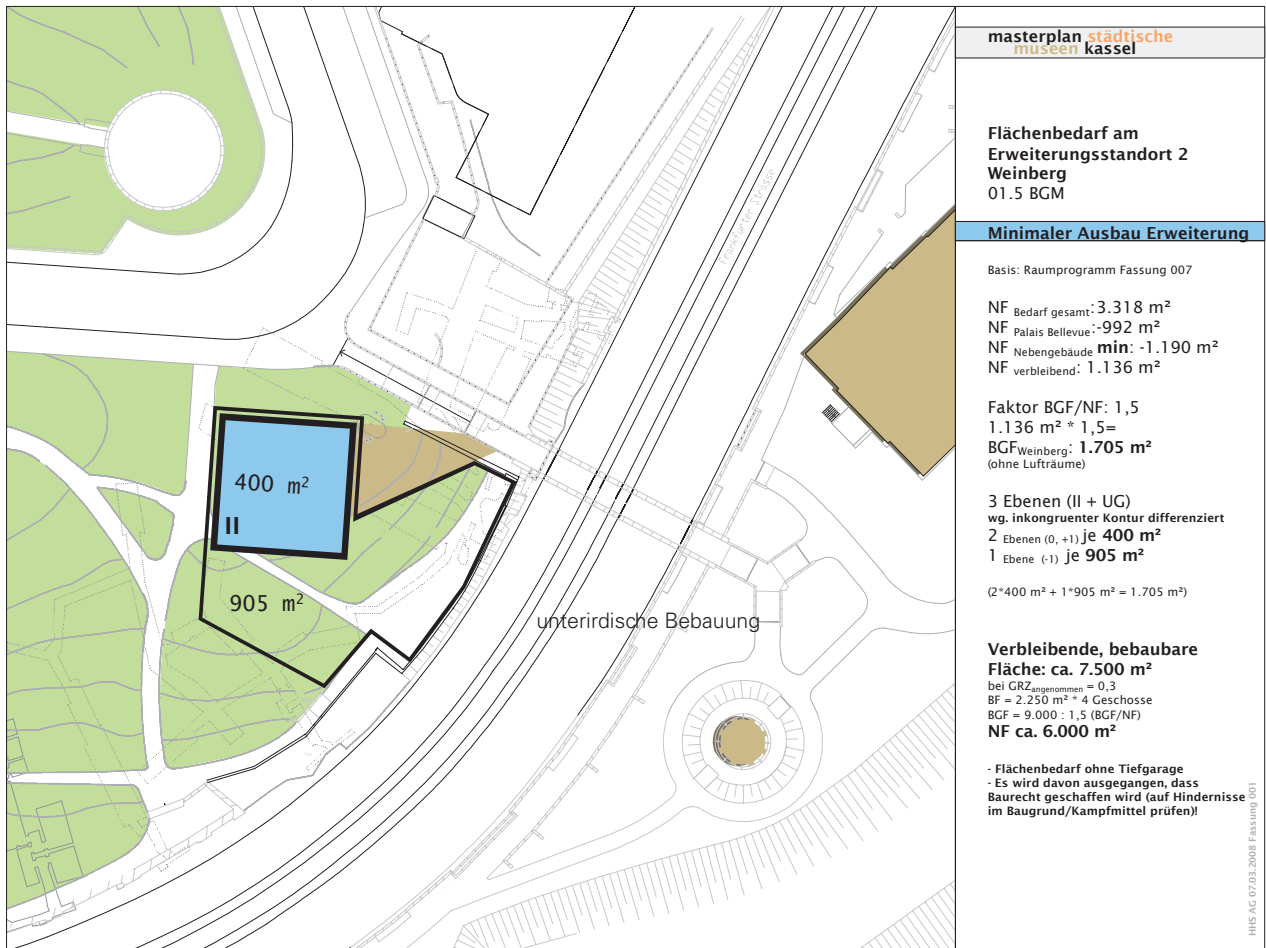 masterplan städtische
museen kassel
Flächenbedarf am
Erweiterungsstandort 2
Weinberg
01.5 BGM
Minimaler Ausbau Erweiterung
Basis: Raumprogramm Fassung 007
NF Bedarf gesamt: 3.318 m²
NF Palais Bellevue: -992 m²
NF Nebengebäude min: -1.190 m²
NF verbleibend: 1.136 m²
Faktor BGF/NF: 1,5
1.136 m² * 1,5=
BGFWeinberg: 1.705 m²
(ohne Lufträume)
3 Ebenen (II + UG)
wg. inkongruenter Kontur differenziert
2 Ebenen (0, +1) je 400 m²
1 Ebene (-1) je 905 m²
(2*400 m² + 1*905 m² = 1.705 m²)
Verbleibende, bebaubare
Fläche: ca. 7.500 m²
bei GRZangenommen = 0,3
BF = 2.250 m² * 4 Geschosse
BGF = 9.000 : 1,5 (BGF/NF)
NF ca. 6.000 m²
- Flächenbedarf ohne Tiefgarage
- Es wird davon ausgegangen, dass
Baurecht geschaffen wird (auf Hindernisse
im Baugrund/Kampfmittel prüfen)!
HHS AG 07.03.2008 Fassung 001
Frankfurter Strasse
400 m²
II
905 m²
unterirdische Bebauung